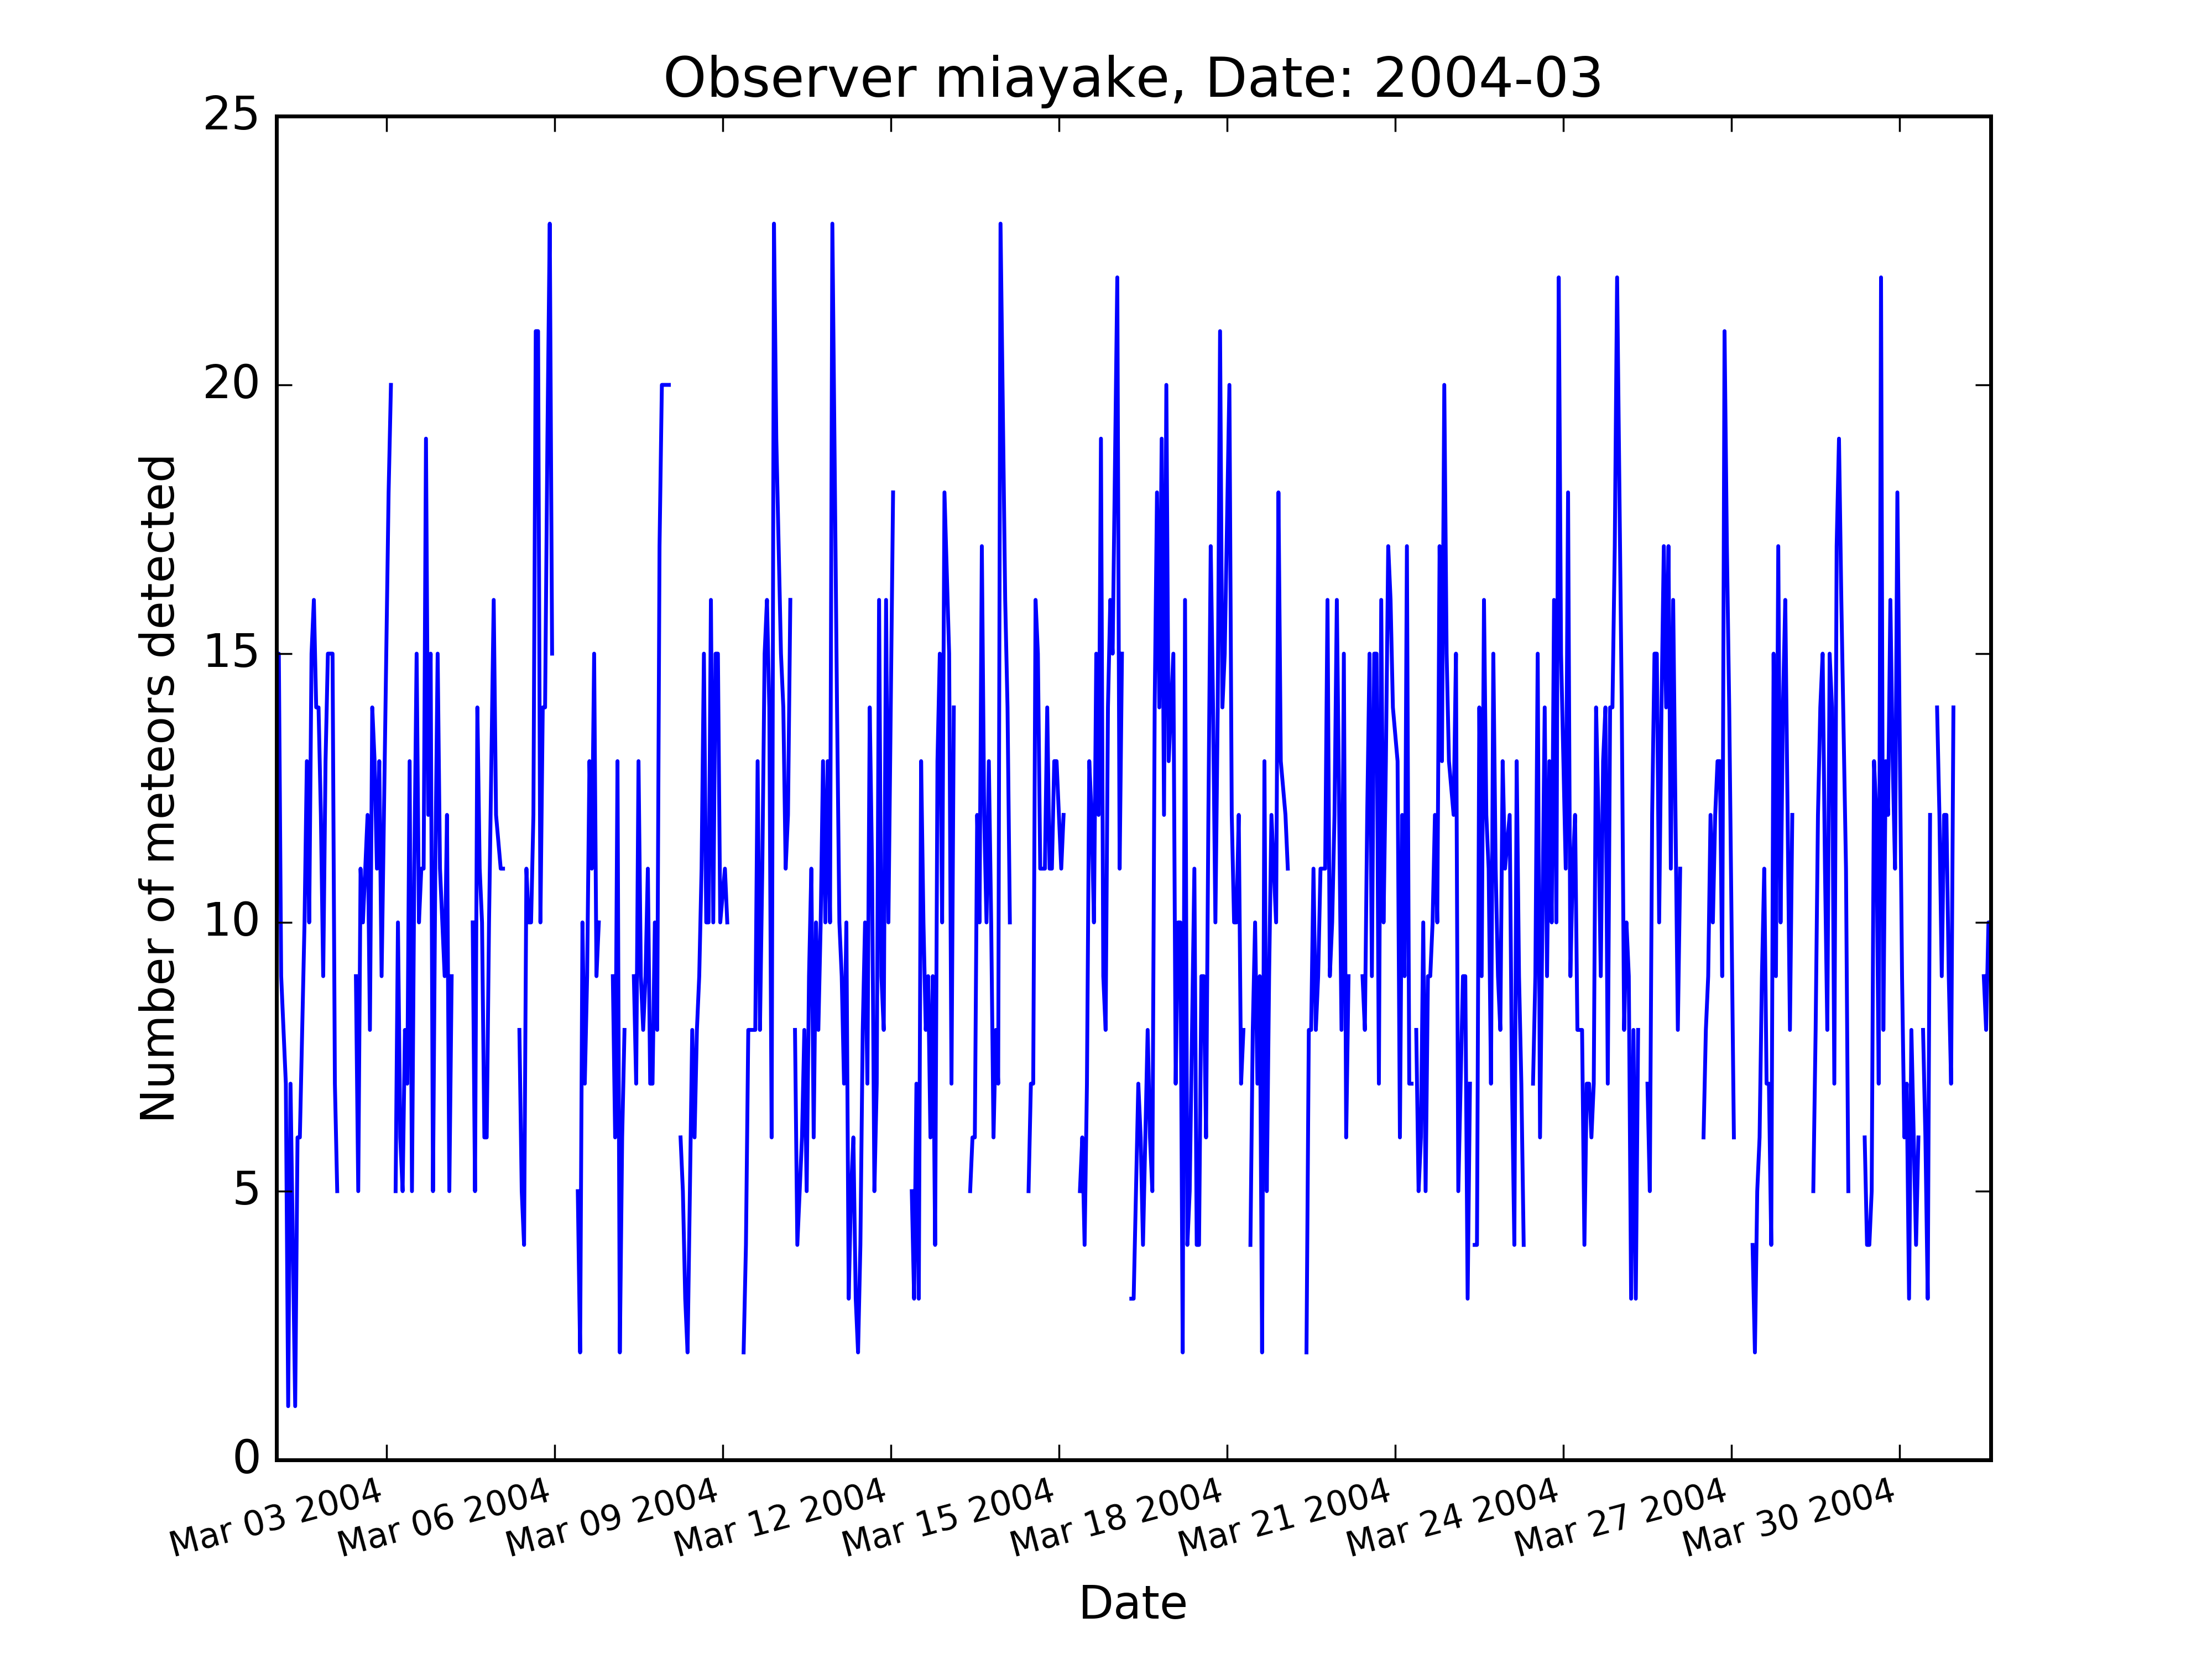 Observer miayake, Date: 2004-03
25
20
15
10
5
0
Number of meteors detected
Mar 03 2004
Mar 06 2004
Mar 09 2004
Mar 12 2004
Mar 15 2004
Mar 18 2004
Mar 21 2004
Mar 24 2004
Mar 27 2004
Mar 30 2004
Date